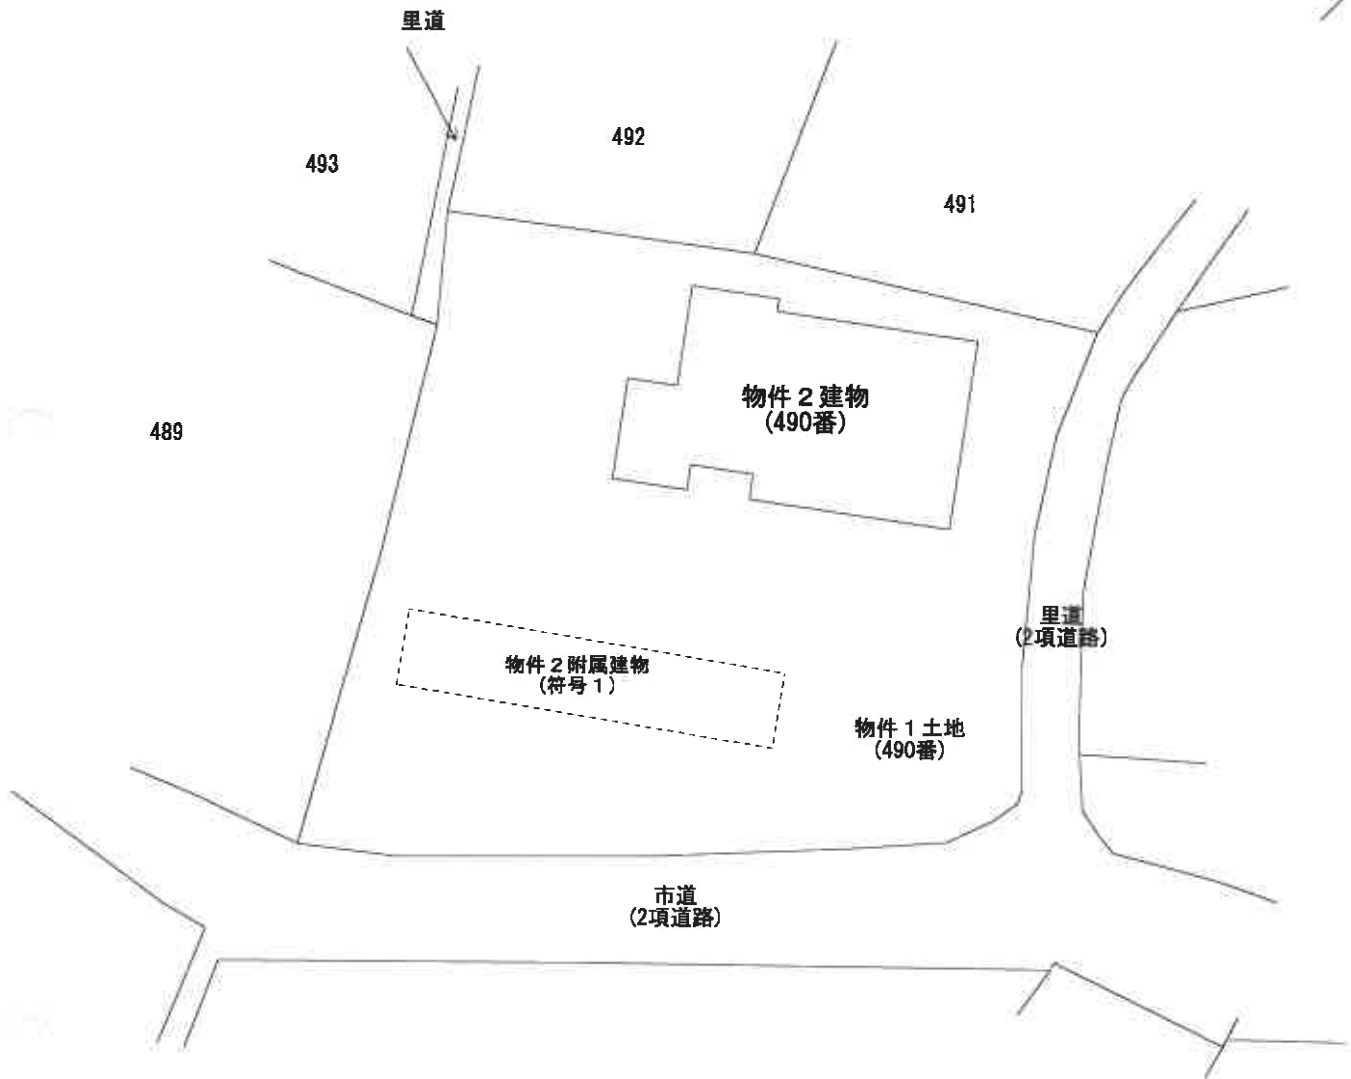 里道
492
493
491
物件２建物
(490番)
489
里道
(2項道路)
物件２附属建物
(符号１)
物件１土地
(490番)
市道
(2項道路)